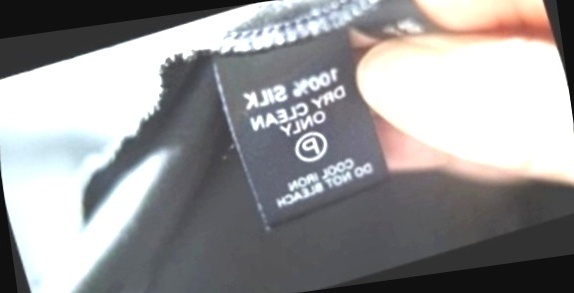 100% SILK
DRY CLEAN
ONLY
P
COOL IRON
DO NOT BLEACH